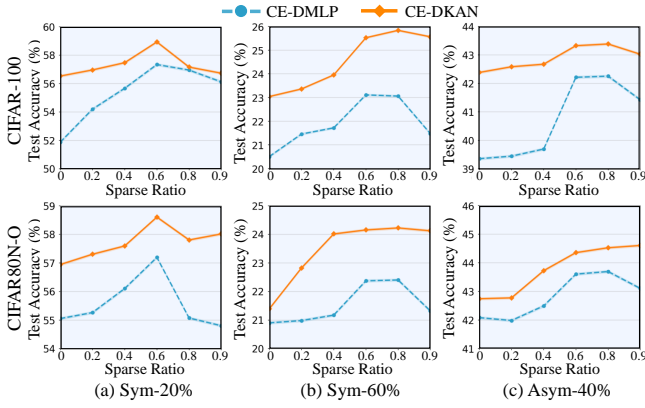 CE-DMLP CE-DKAN
CIFAR-100
Test Accuracy (%)
60
58
56
54
52
50
0 0.2 0.4 0.6 0.8 0.9
Sparse Ratio
Test Accuracy (%)
26
25
24
23
22
21
20
0 0.2 0.4 0.6 0.8 0.9
Sparse Ratio
Test Accuracy (%)
44
43
42
41
40
39
0 0.2 0.4 0.6 0.8 0.9
Sparse Ratio
CIFAR80N-O
Test Accuracy (%)
59
58
57
56
55
54
0 0.2 0.4 0.6 0.8 0.9
Sparse Ratio
(a) Sym-20%
Test Accuracy (%)
25
24
23
22
21
20
0 0.2 0.4 0.6 0.8 0.9
Sparse Ratio
(b) Sym-60%
Test Accuracy (%)
46
45
44
43
42
41
0 0.2 0.4 0.6 0.8 0.9
Sparse Ratio
(c) Asym-40%